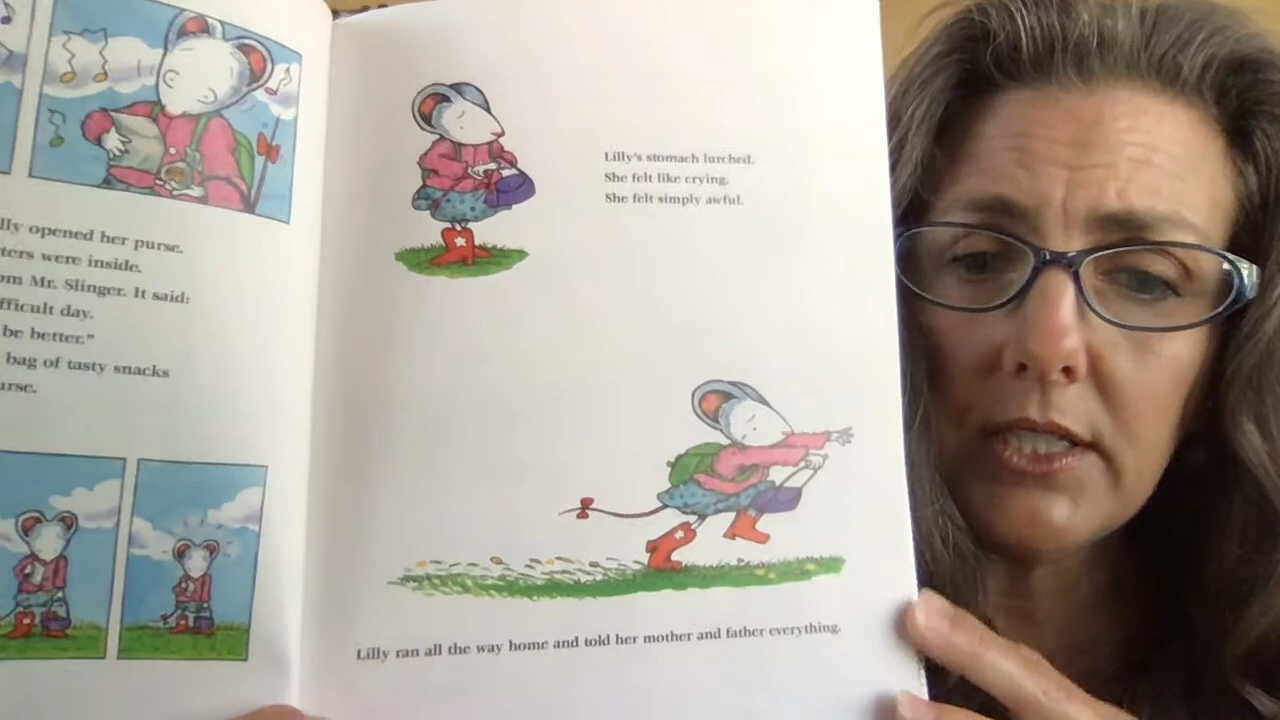 lly opened her purse.
ters were inside.
om Mr. Slinger. It said:
fficult day.
be better."
bag of tasty snacks
urse.
Lilly's stomach lurched.
She felt like crying.
She felt simply awful.
Lilly ran all the way home and told her mother and father everything.